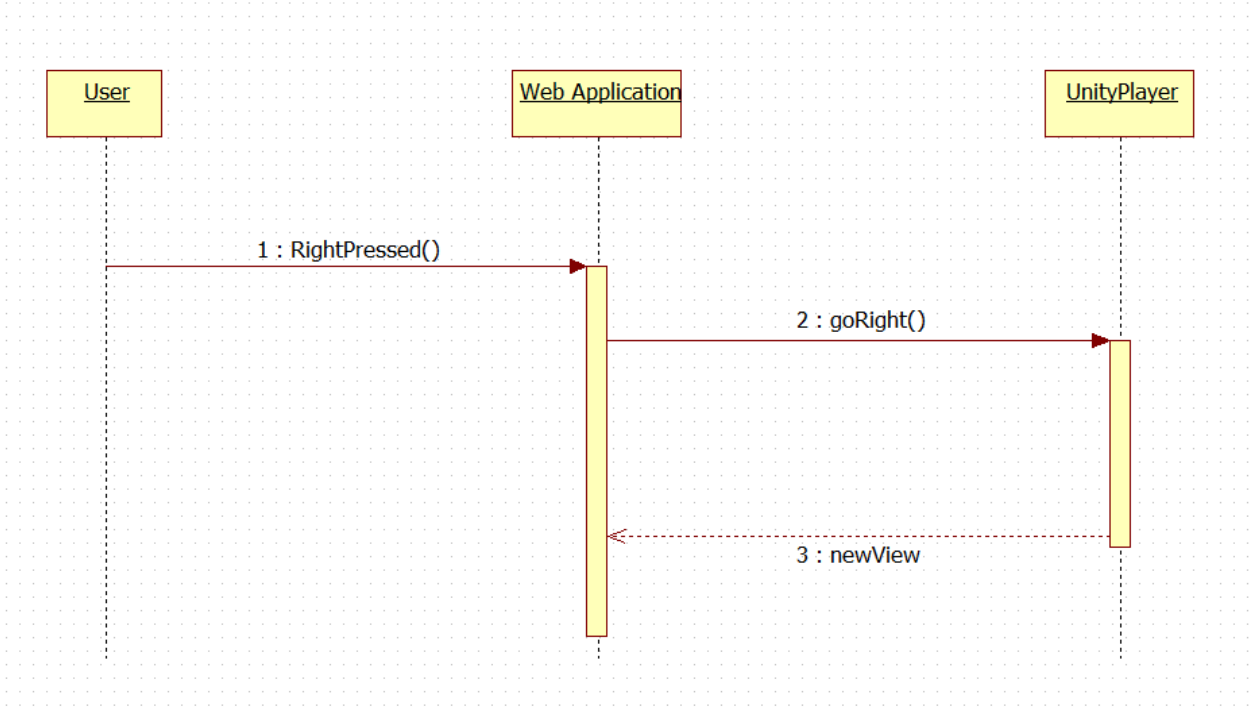 User
Web Application
UnityPlayer
1 : RightPressed()
2 : goRight()
3 : newView